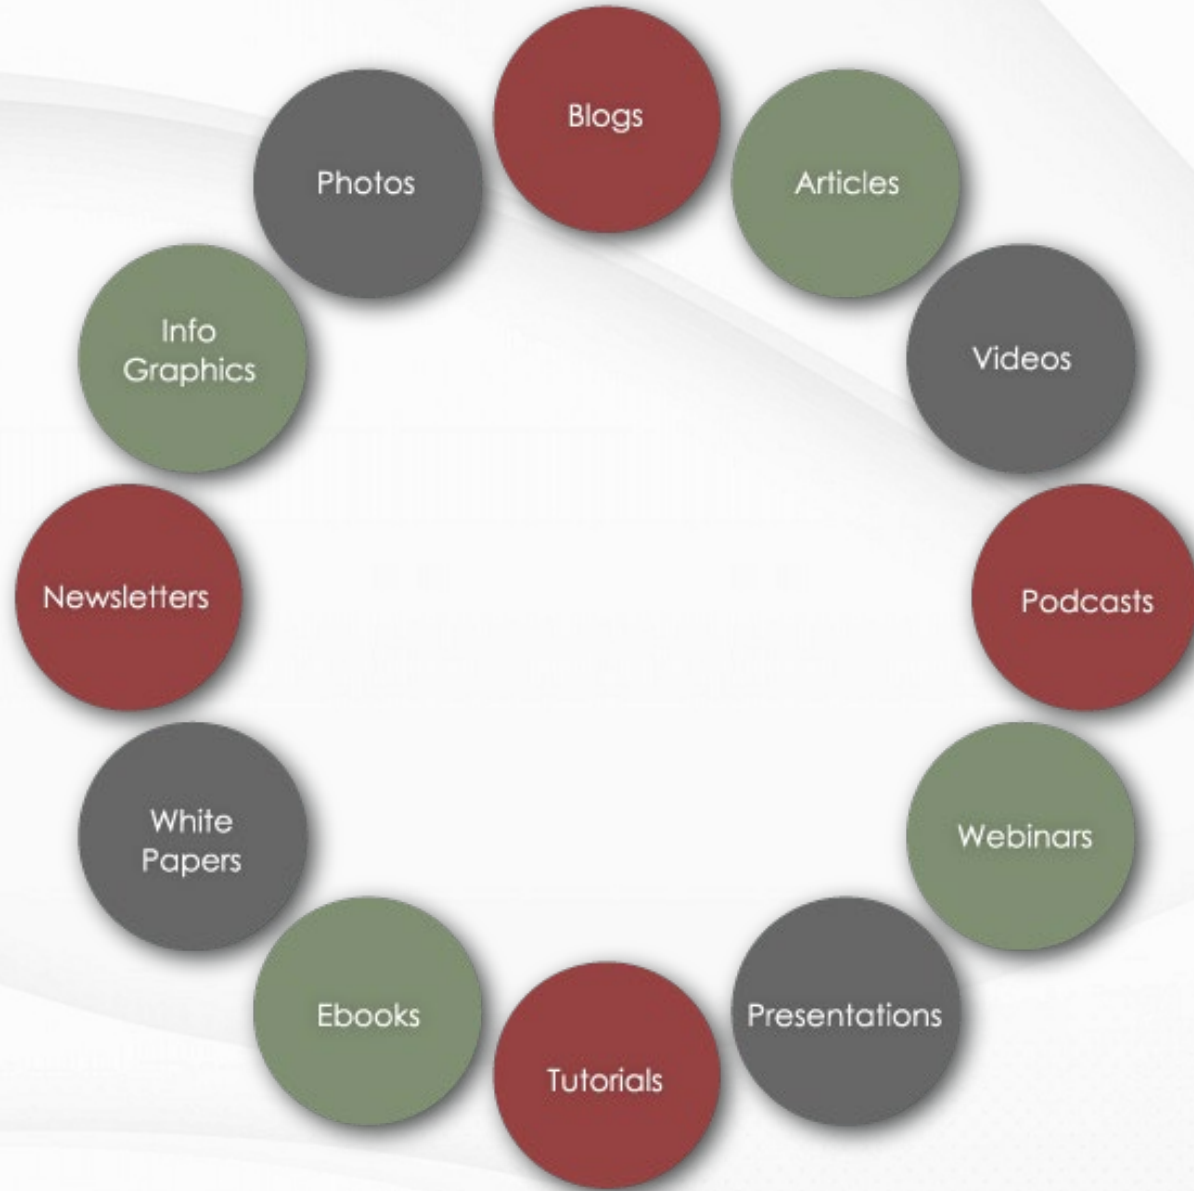 Blogs
Articles
Videos
Podcasts
Webinars
Presentations
Tutorials
Ebooks
White
Papers
Newsletters
Info
Graphics
Photos